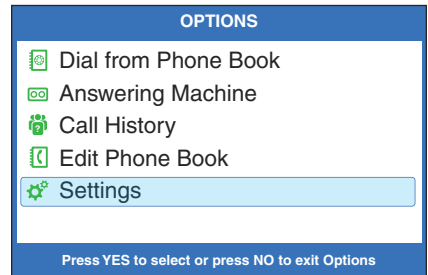 OPTIONS
Dial from Phone Book
Answering Machine
Call History
Edit Phone Book
Settings
Press YES to select or press NO to exit Options